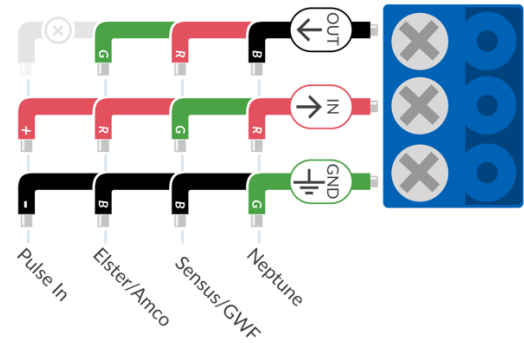 G R B OUT
+ R G R IN
- B B G GND
Pulse In
Elster/Amco
Sensus/GWF
Neptune